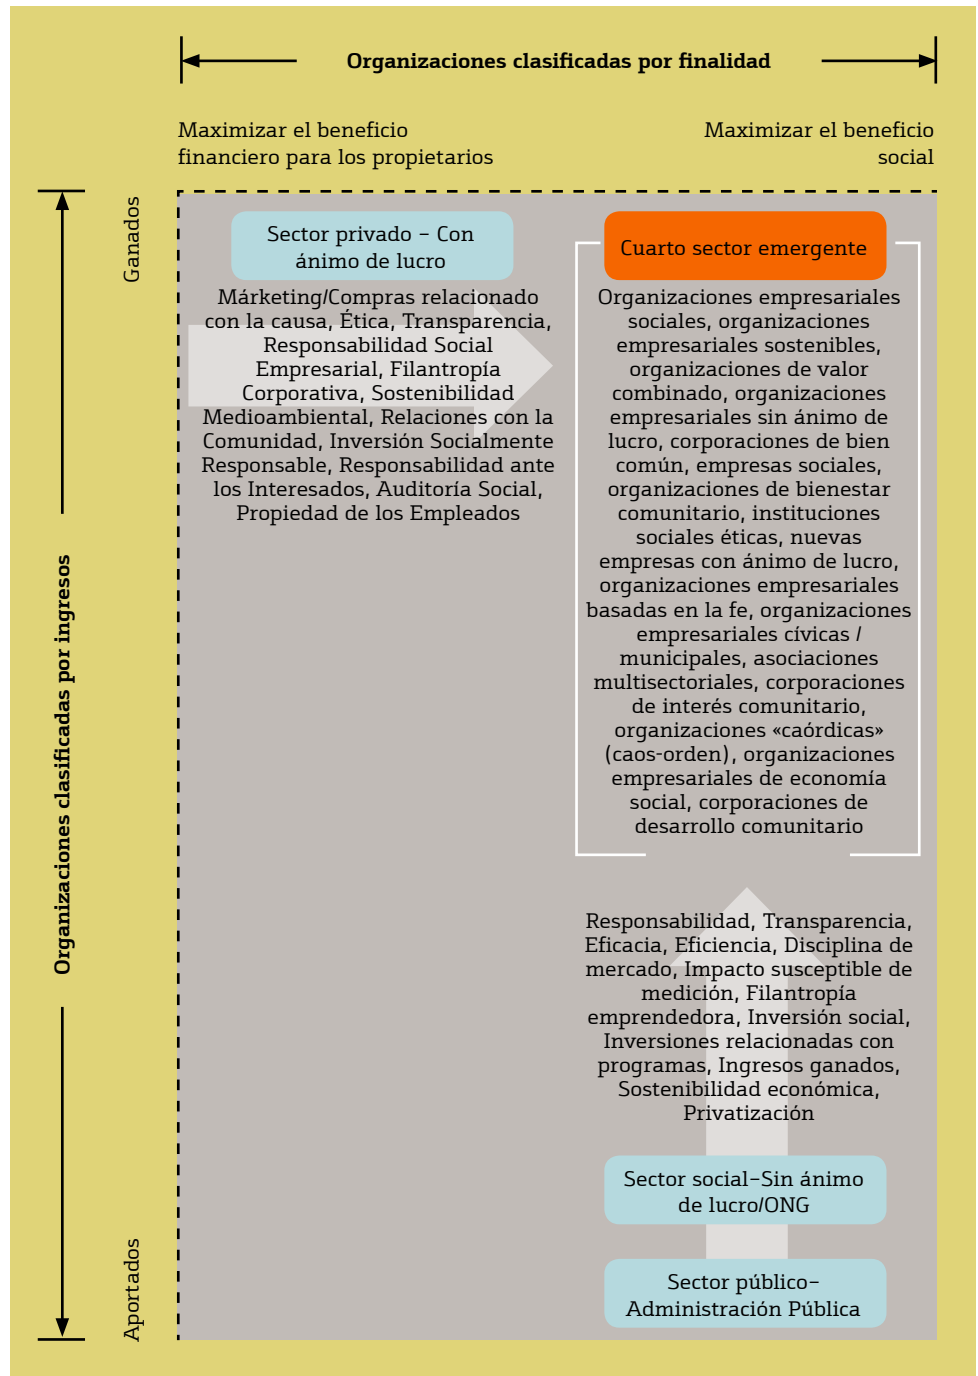 Organizaciones clasificadas por finalidad
Maximizar el beneficio
financiero para los propietarios
Maximizar el beneficio
social
Organizaciones clasificadas por ingresos
Ganados
Aportados
Sector privado – Con
ánimo de lucro
Márketing/Compras relacionado
con la causa, Ética, Transparencia,
Responsabilidad Social
Empresarial, Filantropía
Corporativa, Sostenibilidad
Medioambiental, Relaciones con la
Comunidad, Inversión Socialmente
Responsable, Responsabilidad ante
los Interesados, Auditoría Social,
Propiedad de los Empleados
Cuarto sector emergente
Organizaciones empresariales
sociales, organizaciones
empresariales sostenibles,
organizaciones de valor
combinado, organizaciones
empresariales sin ánimo de
lucro, corporaciones de bien
común, empresas sociales,
organizaciones de bienestar
comunitario, instituciones
sociales éticas, nuevas
empresas con ánimo de lucro,
organizaciones empresariales
basadas en la fe, organizaciones
empresariales cívicas /
municipales, asociaciones
multisectoriales, corporaciones
de interés comunitario,
organizaciones «caórdicas»
(caos-orden), organizaciones
empresariales de economía
social, corporaciones de
desarrollo comunitario
Responsabilidad, Transparencia,
Eficacia, Eficiencia, Disciplina de
mercado, Impacto susceptible de
medición, Filantropía
emprendedora, Inversión social,
Inversiones relacionadas con
programas, Ingresos ganados,
Sostenibilidad económica,
Privatización
Sector social–Sin ánimo
de lucro/ONG
Sector público–
Administración Pública